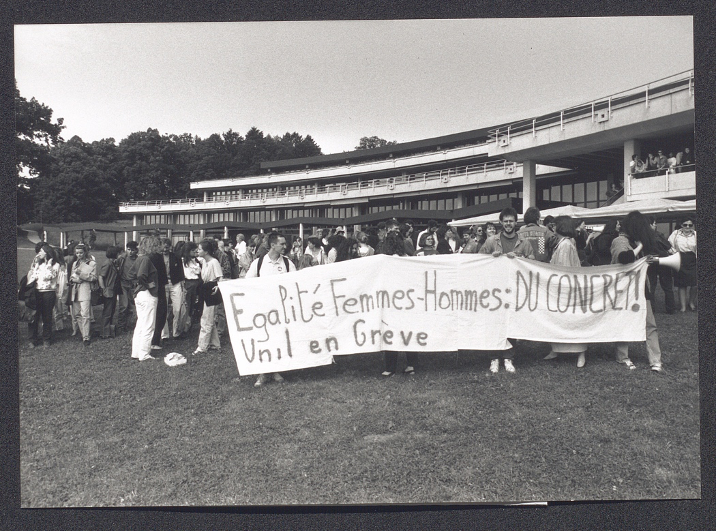 Egalité Femmes-Hommes: DU CONCRET!
Unil en Greve